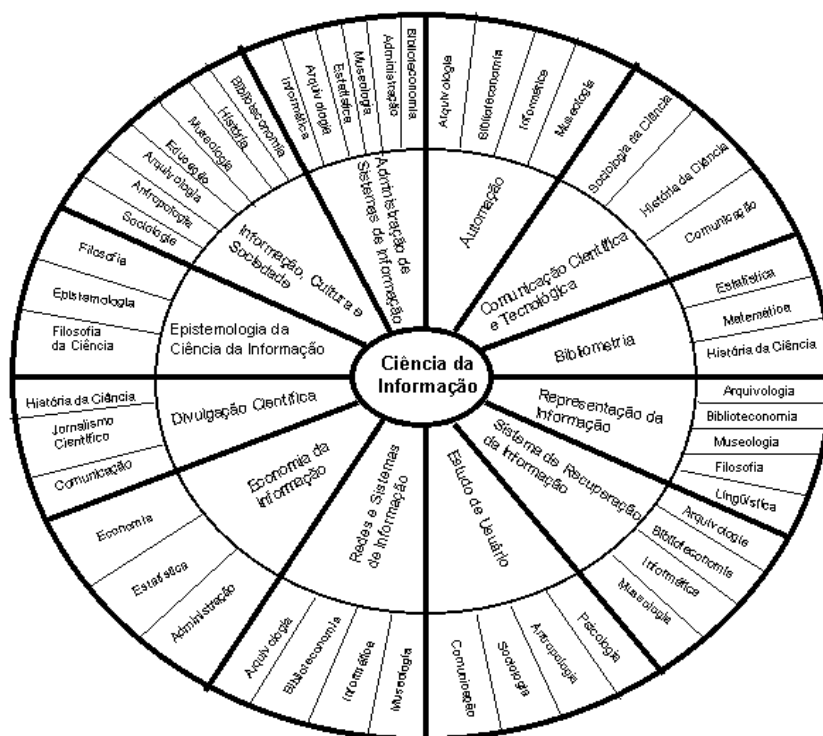 Ciência da
Informação
Administração de
Sistemas de Informação
Informática
Arquivologia
Estatística
Museologia
Administração
Biblioteconomia
Automação
Arquivologia
Biblioteconomia
Informática
Museologia
Comunicação Científica
e Tecnológica
Sociologia da Ciência
História da Ciência
Comunicação
Bibliometria
Estatística
Matemática
História da Ciência
Representação da
Informação
Arquivologia
Biblioteconomia
Museologia
Filosofia
Lingüística
Sistema de Recuperação
da Informação
Arquivologia
Biblioteconomia
Informática
Museologia
Estudo de Usuário
Psicologia
Antropologia
Sociologia
Comunicação
Redes e Sistemas
de Informação
Museologia
Informática
Biblioteconomia
Arquivologia
Economia da
Informação
Administração
Estatística
Economia
Divulgação Científica
Comunicação
Jornalismo
Científico
História da Ciência
Epistemologia da
Ciência da Informação
Filosofia
da Ciência
Epistemologia
Filosofia
Informação, Cultura e
Sociedade
Sociologia
Antropologia
Arquivologia
Educação
Museologia
História
Biblioteconomia